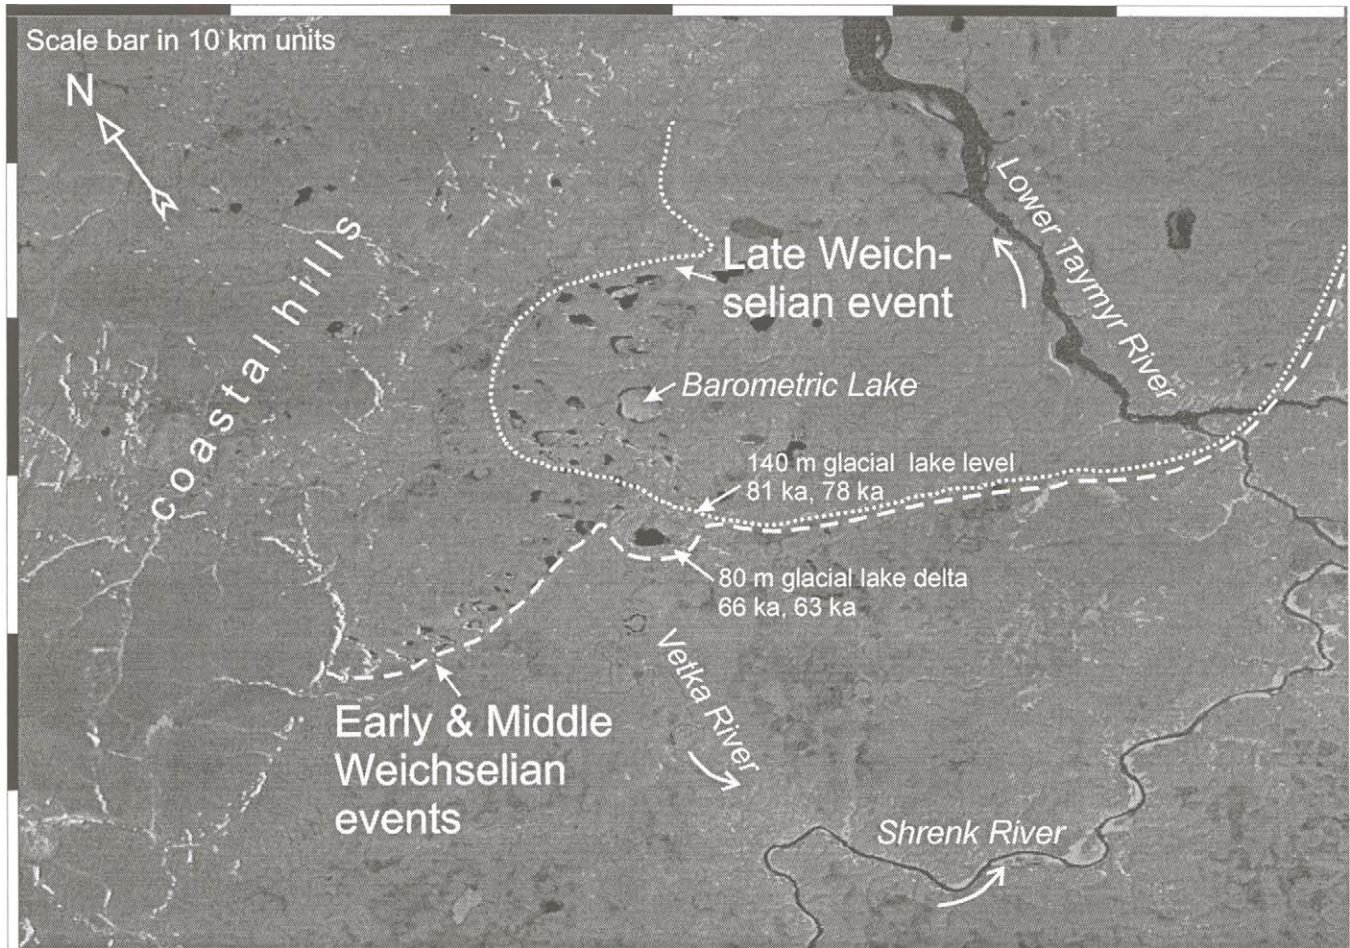 Scale bar in 10 km units
N
coastal hills
Lower Taymyr River
Late Weich-
selian event
Barometric Lake
140 m glacial lake level
81 ka, 78 ka
80 m glacial lake delta
66 ka, 63 ka
Vetka River
Early & Middle
Weichselian
events
Shrenk River